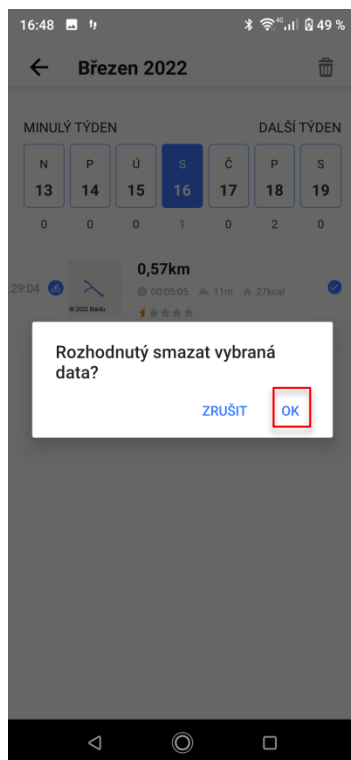 16:48 49 %
Březen 2022
MINULÝ TÝDEN DALŠÍ TÝDEN
N P Ú S Č P S
13 14 15 16 17 18 19
0 0 0 1 0 2 0
0,57km
:29:04 00:05:05 11m 27kcal
© 2021 Baidu
Rozhodnutý smazat vybraná
data?
ZRUŠIT OK